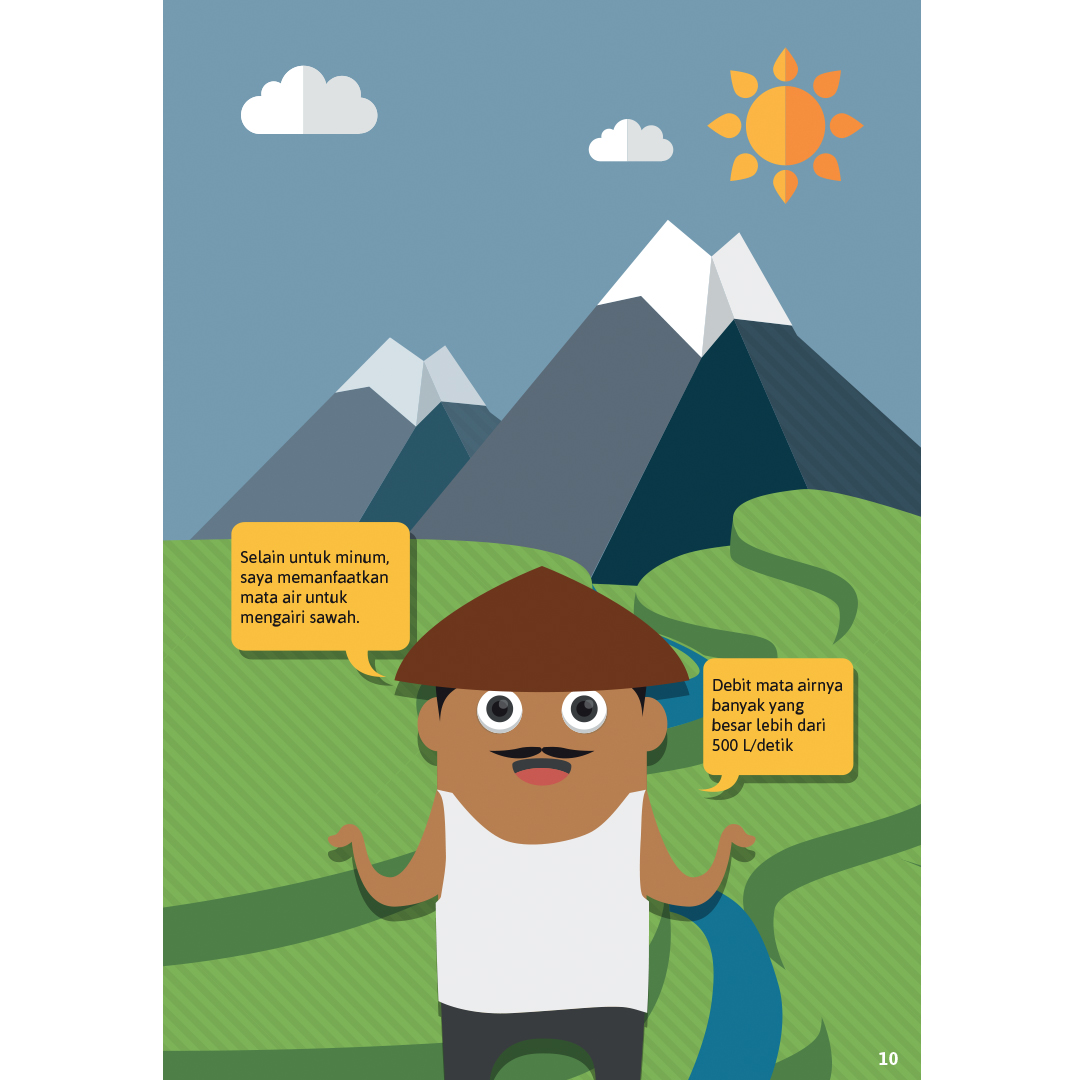 Selain untuk minum,
saya memanfaatkan
mata air untuk
mengairi sawah.
Debit mata airnya
banyak yang
besar lebih dari
500 L/detik
10